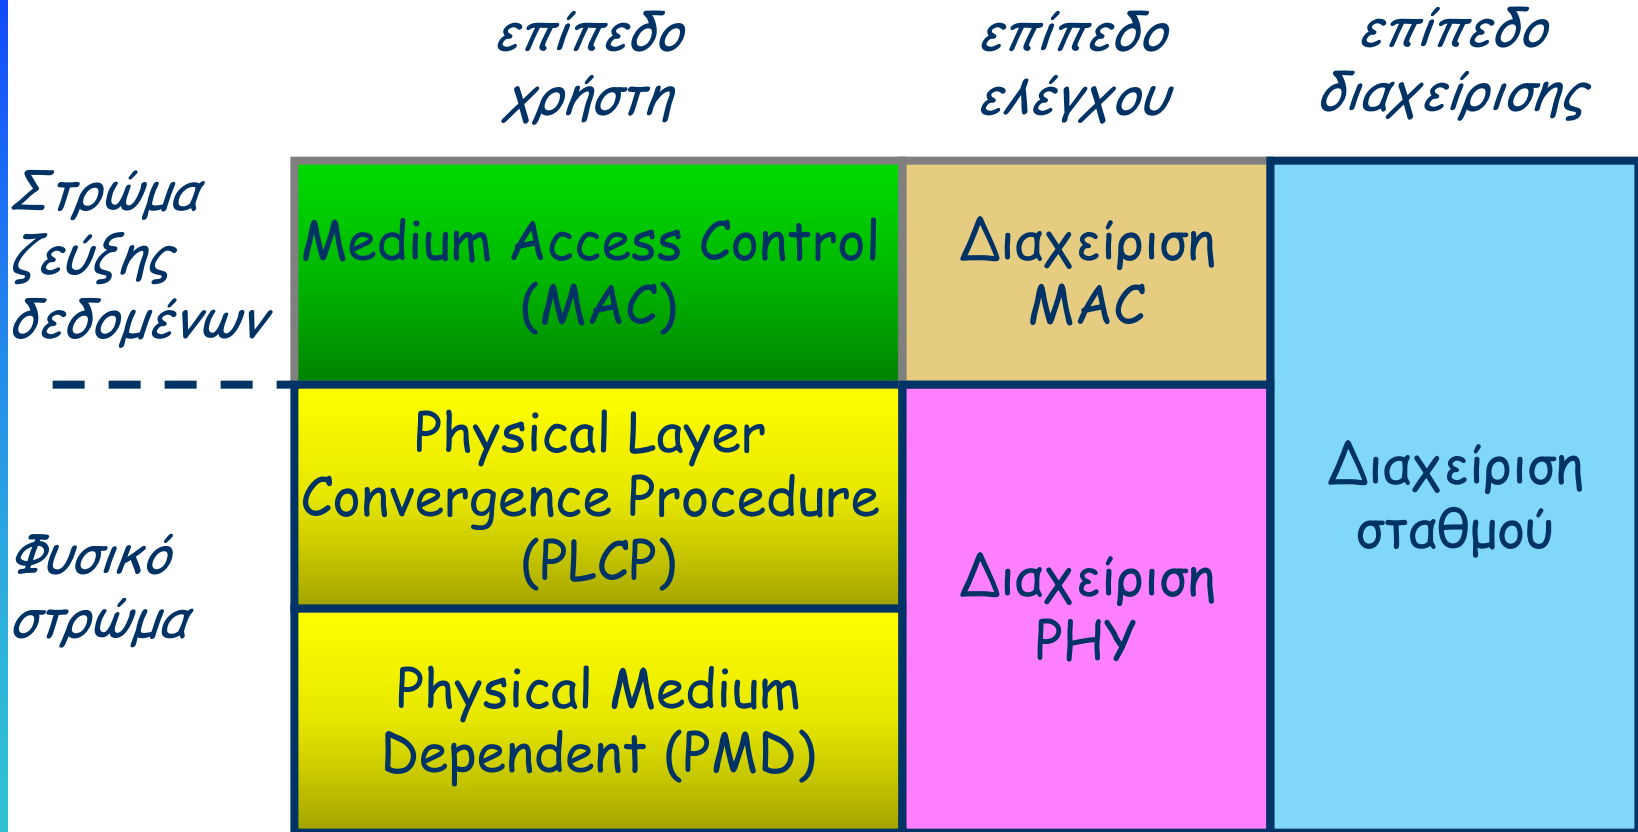 επίπεδο
χρήστη
επίπεδο
ελέγχου
επίπεδο
διαχείρισης
Στρώμα
ζεύξης
δεδομένων
Medium Access Control
(MAC)
Διαχείριση
MAC
Physical Layer
Convergence Procedure
(PLCP)
Διαχείριση
σταθμού
Φυσικό
στρώμα
Διαχείριση
PHY
Physical Medium
Dependent (PMD)